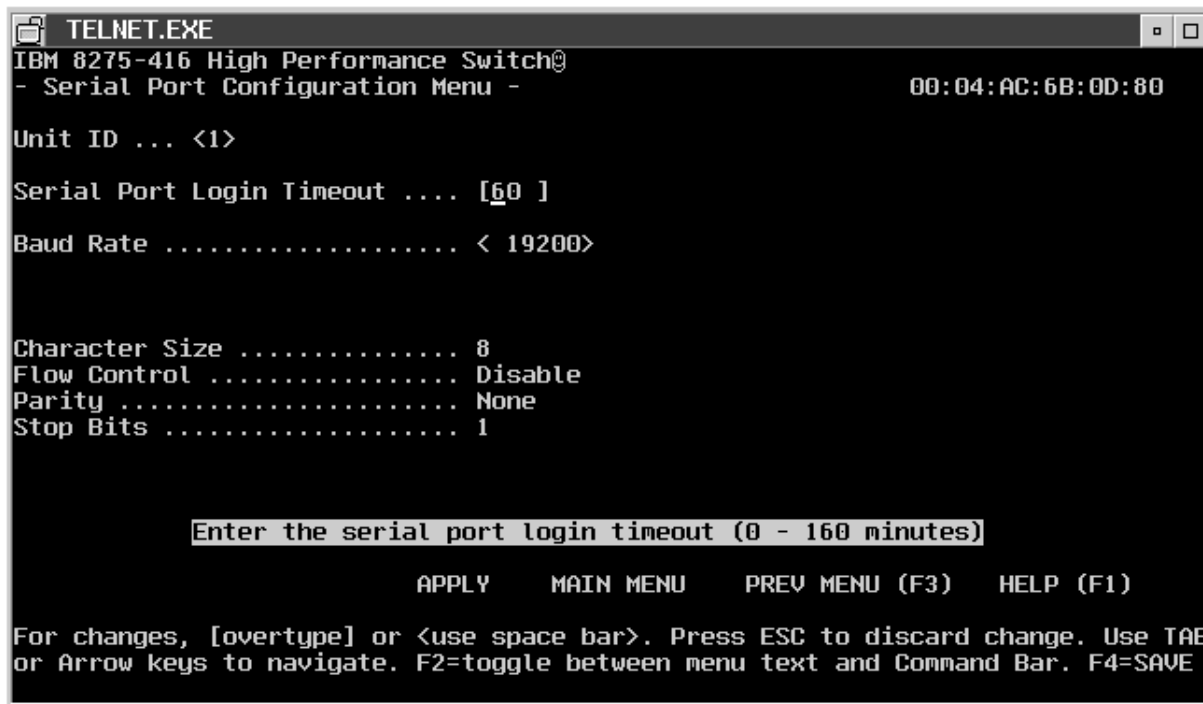 TELNET.EXE
IBM 8275-416 High Performance Switch
- Serial Port Configuration Menu - 00:04:AC:6B:0D:80
Unit ID ... <1>
Serial Port Login Timeout .... [60 ]
Baud Rate ..................... < 19200>
Character Size ............... 8
Flow Control .................. Disable
Parity ........................ None
Stop Bits ..................... 1
Enter the serial port login timeout (0 - 160 minutes)
APPLY MAIN MENU PREV MENU (F3) HELP (F1)
For changes, [overtype] or <use space bar>. Press ESC to discard change. Use TAB
or Arrow keys to navigate. F2=toggle between menu text and Command Bar. F4=SAVE